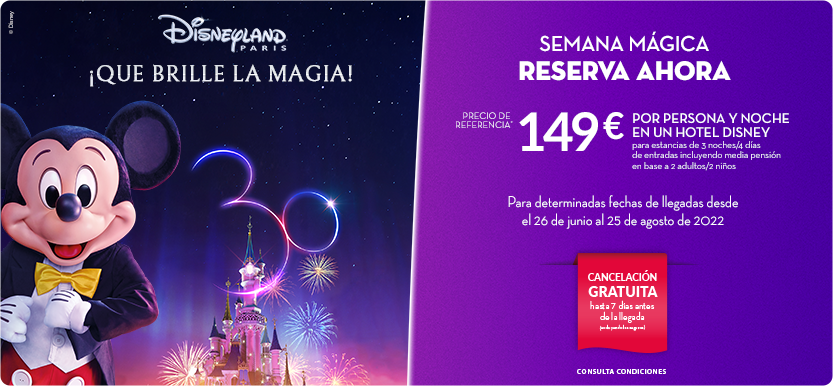 © Disney
Disneyland
PARIS
¡QUE BRILLE LA MAGIA!
30
SEMANA MÁGICA
RESERVA AHORA
PRECIO DE
REFERENCIA*
149€
POR PERSONA Y NOCHE
EN UN HOTEL DISNEY
para estancias de 3 noches/4 días
de entradas incluyendo media pensión
en base a 2 adultos/2 niños
Para determinadas fechas de llegadas desde
el 26 de junio al 25 de agosto de 2022
CANCELACIÓN
GRATUITA
hasta 7 días antes
de la llegada
CONSULTA CONDICIONES